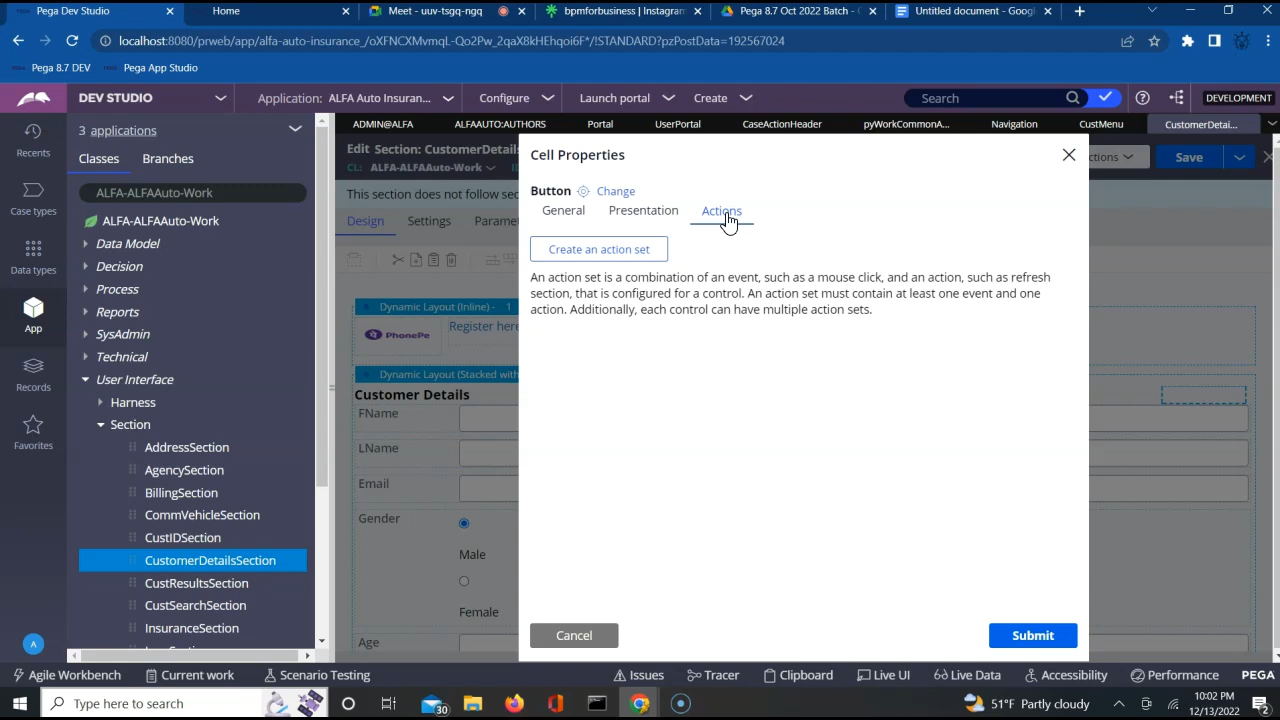 Dev Studio
Home
Meet - uuv-tsgq-ngq
bpmforbusiness | Instagram
Pega 8.7 Oct 2022 Batch -
Untitled document - Googl
localhost:8080/prweb/app/alfa-auto-insurance_/oXFNCXMvmqL-Qo2Pw_2qaX8kHEhqoi6F*/!STANDARD?pzPostData=192567024
Pega 8.7 DEV
Pega App Studio
DEV STUDIO
Application: ALFA Auto Insuran...
Configure
Launch portal
Create
Search
DEVELOPMENT
Recents
Case types
Data types
App
Records
Favorites
A
3 applications
Classes
Branches
ALFA-ALFAAuto-Work
ALFA-ALFAAuto-Work
Data Model
Decision
Process
Reports
SysAdmin
Technical
User Interface
Harness
Section
AddressSection
AgencySection
BillingSection
CommVehicleSection
CustIDSection
CustomerDetailsSection
CustResultsSection
CustSearchSection
InsuranceSection
ADMIN@ALFA
ALFAAUTO:AUTHORS
Portal
UserPortal
CaseActionHeader
pyWorkCommonA...
Navigation
CustMenu
CustomerDetai...
Edit Section: CustomerDetails
CL: ALFA-ALFAAuto-Work
ctions
Save
This section does not follow sec
Design
Settings
Paramet
Dynamic Layout (Inline) - 1
PhonePe
Register here
Dynamic Layout (Stacked with
Customer Details
FName
LName
Email
Gender
Male
Female
Age
Cell Properties
Button
Change
General
Presentation
Actions
Create an action set
An action set is a combination of an event, such as a mouse click, and an action, such as refresh
section, that is configured for a control. An action set must contain at least one event and one
action. Additionally, each control can have multiple action sets.
Cancel
Submit
Agile Workbench
Current work
Scenario Testing
Issues
Tracer
Clipboard
Live UI
Live Data
Accessibility
Performance
PEGA
Type here to search
30
51°F Partly cloudy
10:02 PM
12/13/2022
2